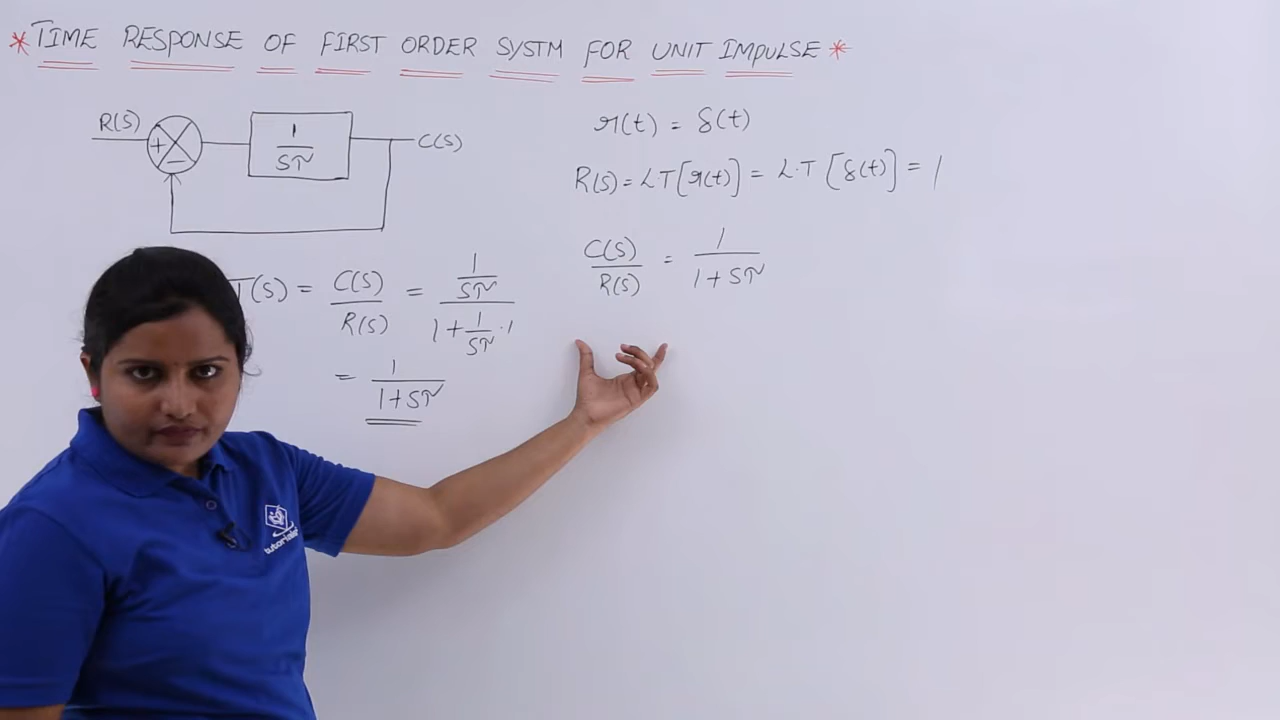 * TIME RESPONSE OF FIRST ORDER SYSTM FOR UNIT IMPULSE *
R(S) + − 1/Sτ C(S)
T(S) = C(S)/R(S) = (1/Sτ)/(1 + 1/Sτ · 1)
= 1/(1+Sτ)
r(t) = δ(t)
R(S) = LT[r(t)] = L.T [δ(t)] = 1
C(S)/R(S) = 1/(1+Sτ)